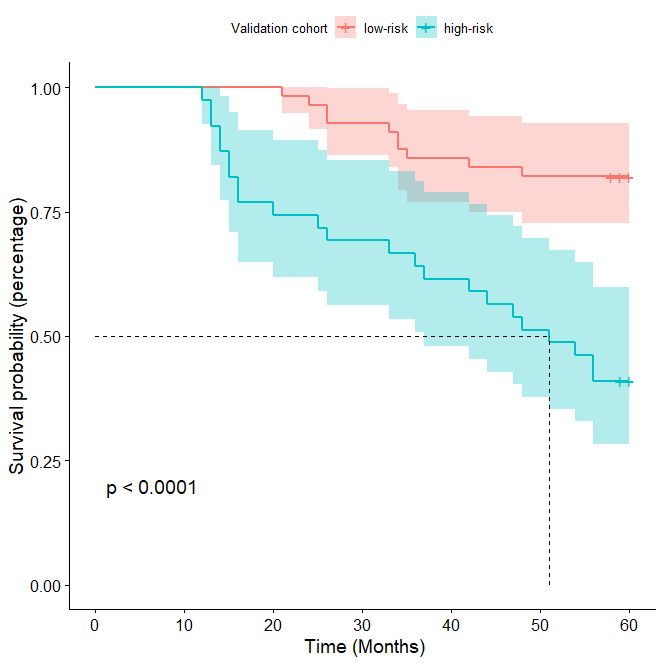 Validation cohort low-risk high-risk
Survival probability (percentage)
1.00
0.75
0.50
0.25
0.00
p < 0.0001
0 10 20 30 40 50 60
Time (Months)